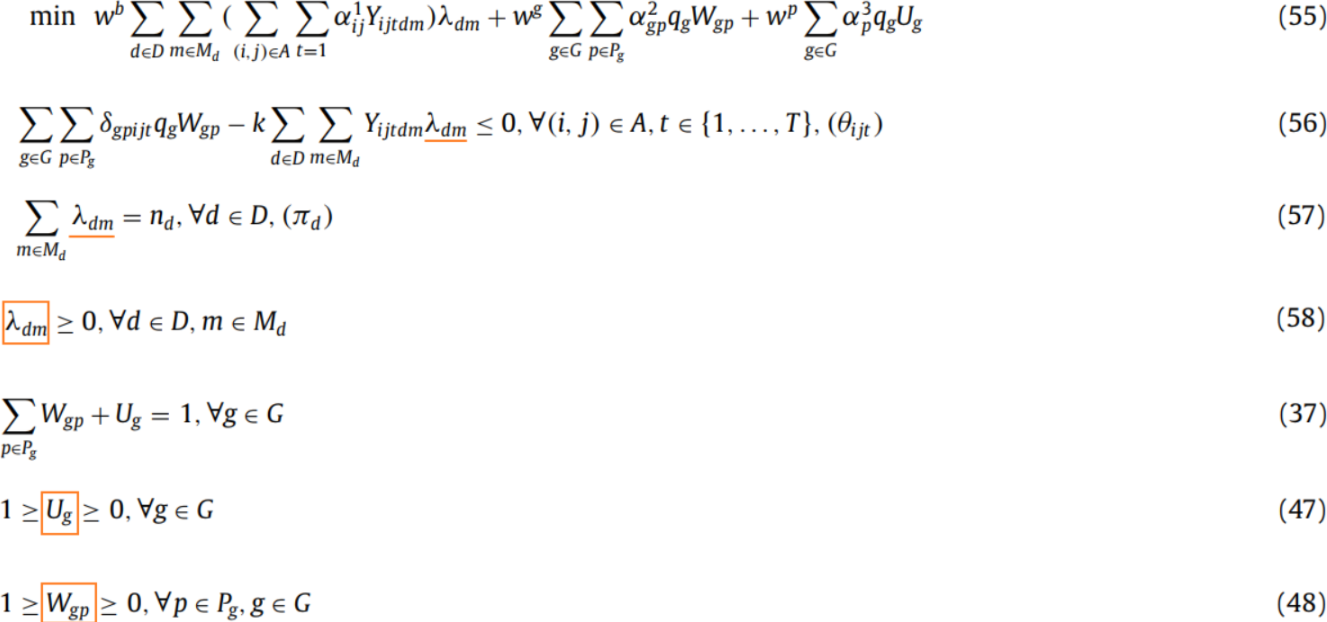 min w^b ∑_{d∈D} ∑_{m∈M_d} ( ∑_{(i,j)∈A} ∑_{t=1} α^1_{ij} Y_{ijtdm} ) λ_{dm} + w^g ∑_{g∈G} ∑_{p∈P_g} α^2_{gp} q_g W_{gp} + w^p ∑_{g∈G} α^3_p q_g U_g (55)
∑_{g∈G} ∑_{p∈P_g} δ_{gpijt} q_g W_{gp} − k ∑_{d∈D} ∑_{m∈M_d} Y_{ijtdm} λ_{dm} ≤ 0, ∀(i, j) ∈ A, t ∈ {1, . . . , T}, (θ_{ijt}) (56)
∑_{m∈M_d} λ_{dm} = n_d, ∀d ∈ D, (π_d) (57)
λ_{dm} ≥ 0, ∀d ∈ D, m ∈ M_d (58)
∑_{p∈P_g} W_{gp} + U_g = 1, ∀g ∈ G (37)
1 ≥ U_g ≥ 0, ∀g ∈ G (47)
1 ≥ W_{gp} ≥ 0, ∀p ∈ P_g, g ∈ G (48)